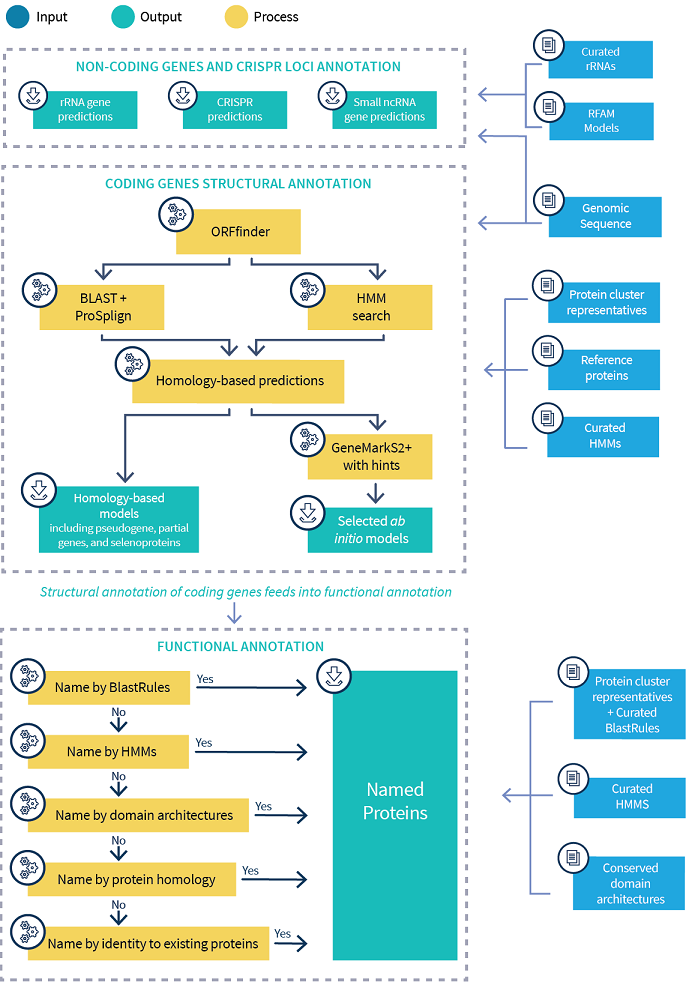 Input
Output
Process
NON-CODING GENES AND CRISPR LOCI ANNOTATION
rRNA gene
predictions
CRISPR
predictions
Small ncRNA
gene predictions
Curated
rRNAs
RFAM
Models
Genomic
Sequence
CODING GENES STRUCTURAL ANNOTATION
ORFfinder
BLAST +
ProSplign
HMM
search
Homology-based predictions
GeneMarkS2+
with hints
Homology-based
models
including pseudogene, partial
genes, and selenoproteins
Selected ab
initio models
Protein cluster
representatives
Reference
proteins
Curated
HMMs
Structural annotation of coding genes feeds into functional annotation
FUNCTIONAL ANNOTATION
Name by BlastRules
Yes
No
Name by HMMs
Yes
No
Name by domain architectures
Yes
No
Name by protein homology
Yes
No
Name by identity to existing proteins
Yes
Named
Proteins
Protein cluster
representatives
+ Curated
BlastRules
Curated
HMMS
Conserved
domain
architectures